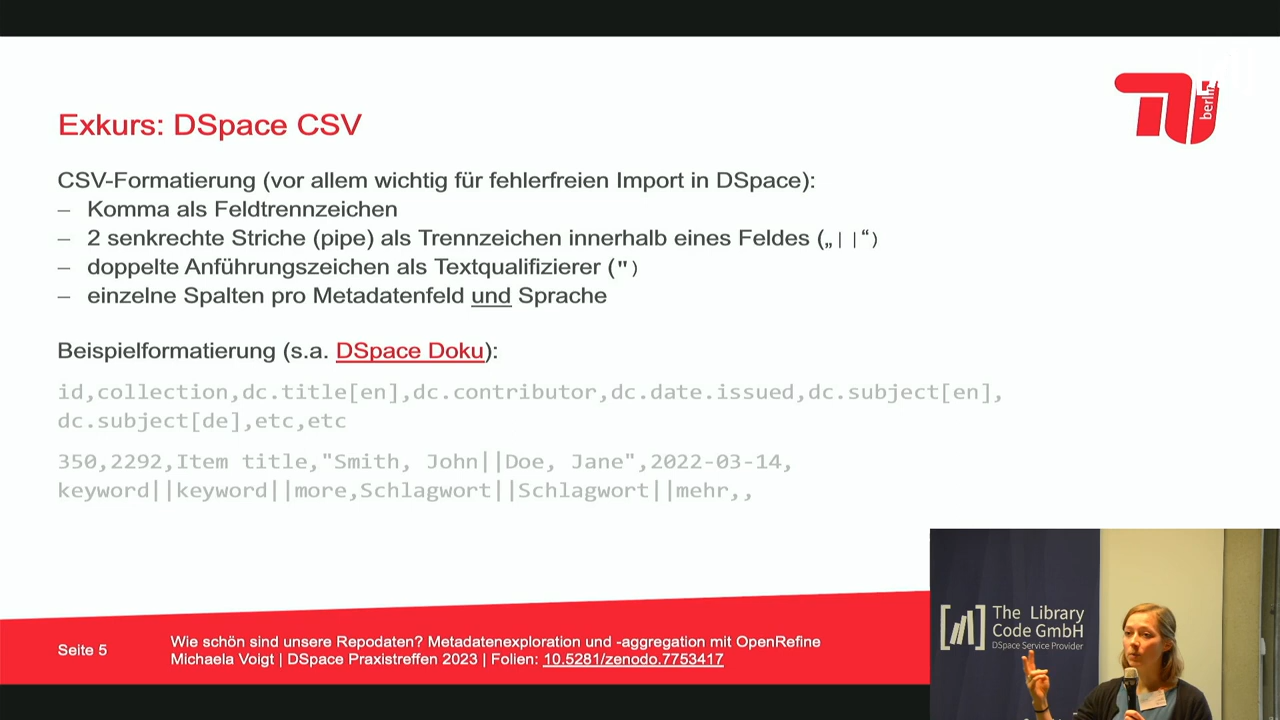 berlin
Exkurs: DSpace CSV
CSV-Formatierung (vor allem wichtig für fehlerfreien Import in DSpace):
– Komma als Feldtrennzeichen
– 2 senkrechte Striche (pipe) als Trennzeichen innerhalb eines Feldes („||“)
– doppelte Anführungszeichen als Textqualifizierer (")
– einzelne Spalten pro Metadatenfeld und Sprache
Beispielformatierung (s.a. DSpace Doku):
id,collection,dc.title[en],dc.contributor,dc.date.issued,dc.subject[en],
dc.subject[de],etc,etc
350,2292,Item title,"Smith, John||Doe, Jane",2022-03-14,
keyword||keyword||more,Schlagwort||Schlagwort||mehr,,
Seite 5
Wie schön sind unsere Repodaten? Metadatenexploration und -aggregation mit OpenRefine
Michaela Voigt | DSpace Praxistreffen 2023 | Folien: 10.5281/zenodo.7753417
The Library
Code GmbH
DSpace Service Provider